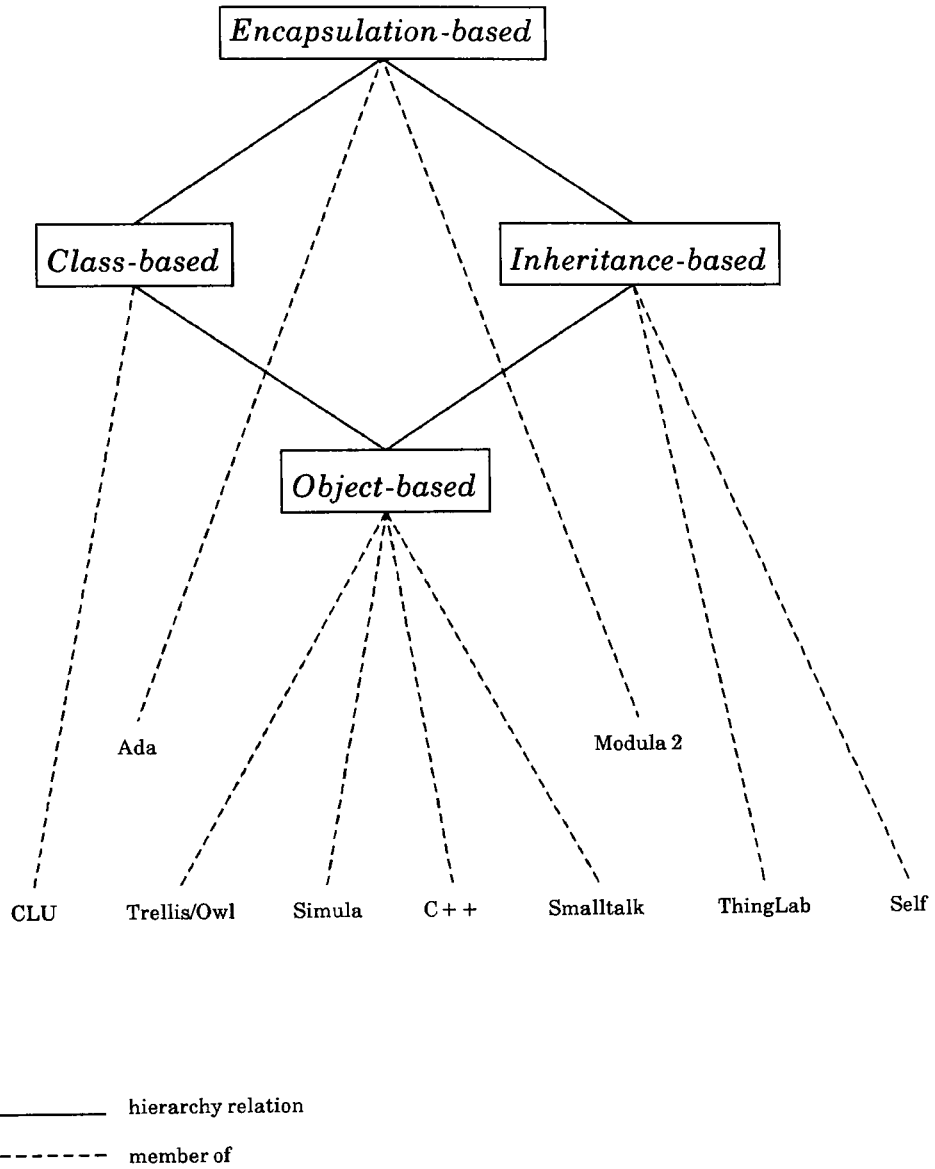 Encapsulation-based
Class-based
Inheritance-based
Object-based
Ada
Modula 2
CLU
Trellis/Owl
Simula
C++
Smalltalk
ThingLab
Self
hierarchy relation
member of